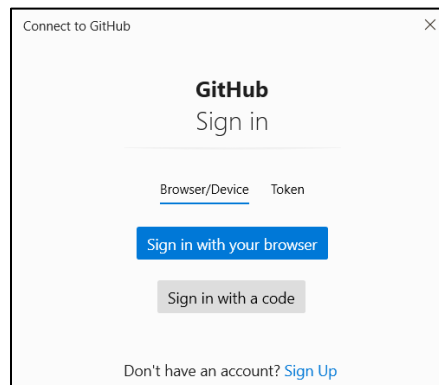 Connect to GitHub
GitHub
Sign in
Browser/Device Token
Sign in with your browser
Sign in with a code
Don't have an account? Sign Up